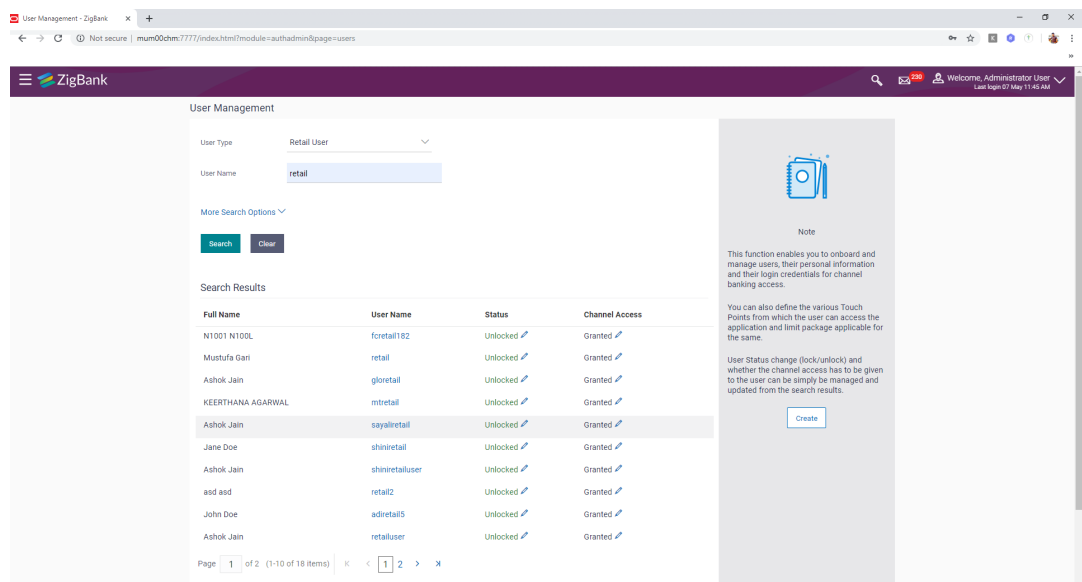 User Management - ZigBank
Not secure | mum00chm:7777/index.html?module=authadmin&page=users
ZigBank
230
Welcome, Administrator User
Last login 07 May 11:45 AM
User Management
User Type Retail User
User Name retail
More Search Options
Search Clear
Search Results
Full Name User Name Status Channel Access
N1001 N100L fcretail182 Unlocked Granted
Mustufa Gari retail Unlocked Granted
Ashok Jain gloretail Unlocked Granted
KEERTHANA AGARWAL mtretail Unlocked Granted
Ashok Jain sayaliretail Unlocked Granted
Jane Doe shiniretail Unlocked Granted
Ashok Jain shiniretailuser Unlocked Granted
asd asd retail2 Unlocked Granted
John Doe adiretail5 Unlocked Granted
Ashok Jain retailuser Unlocked Granted
Page 1 of 2 (1-10 of 18 items) 1 2
Note
This function enables you to onboard and
manage users, their personal information
and their login credentials for channel
banking access.
You can also define the various Touch
Points from which the user can access the
application and limit package applicable for
the same.
User Status change (lock/unlock) and
whether the channel access has to be given
to the user can be simply be managed and
updated from the search results.
Create